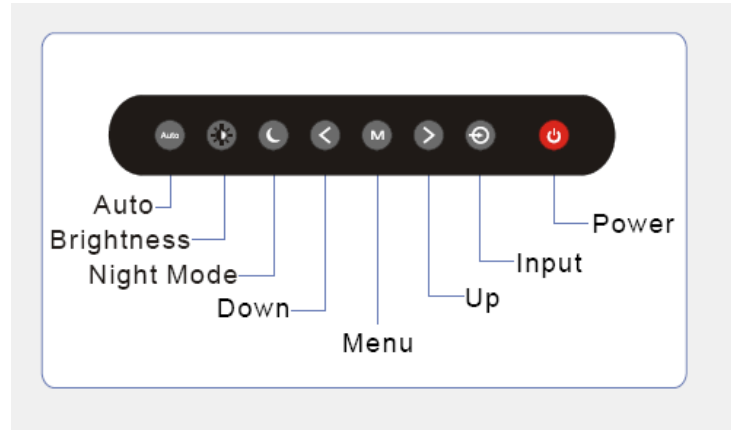 Auto
M
Auto
Brightness
Night Mode
Down
Menu
Up
Input
Power